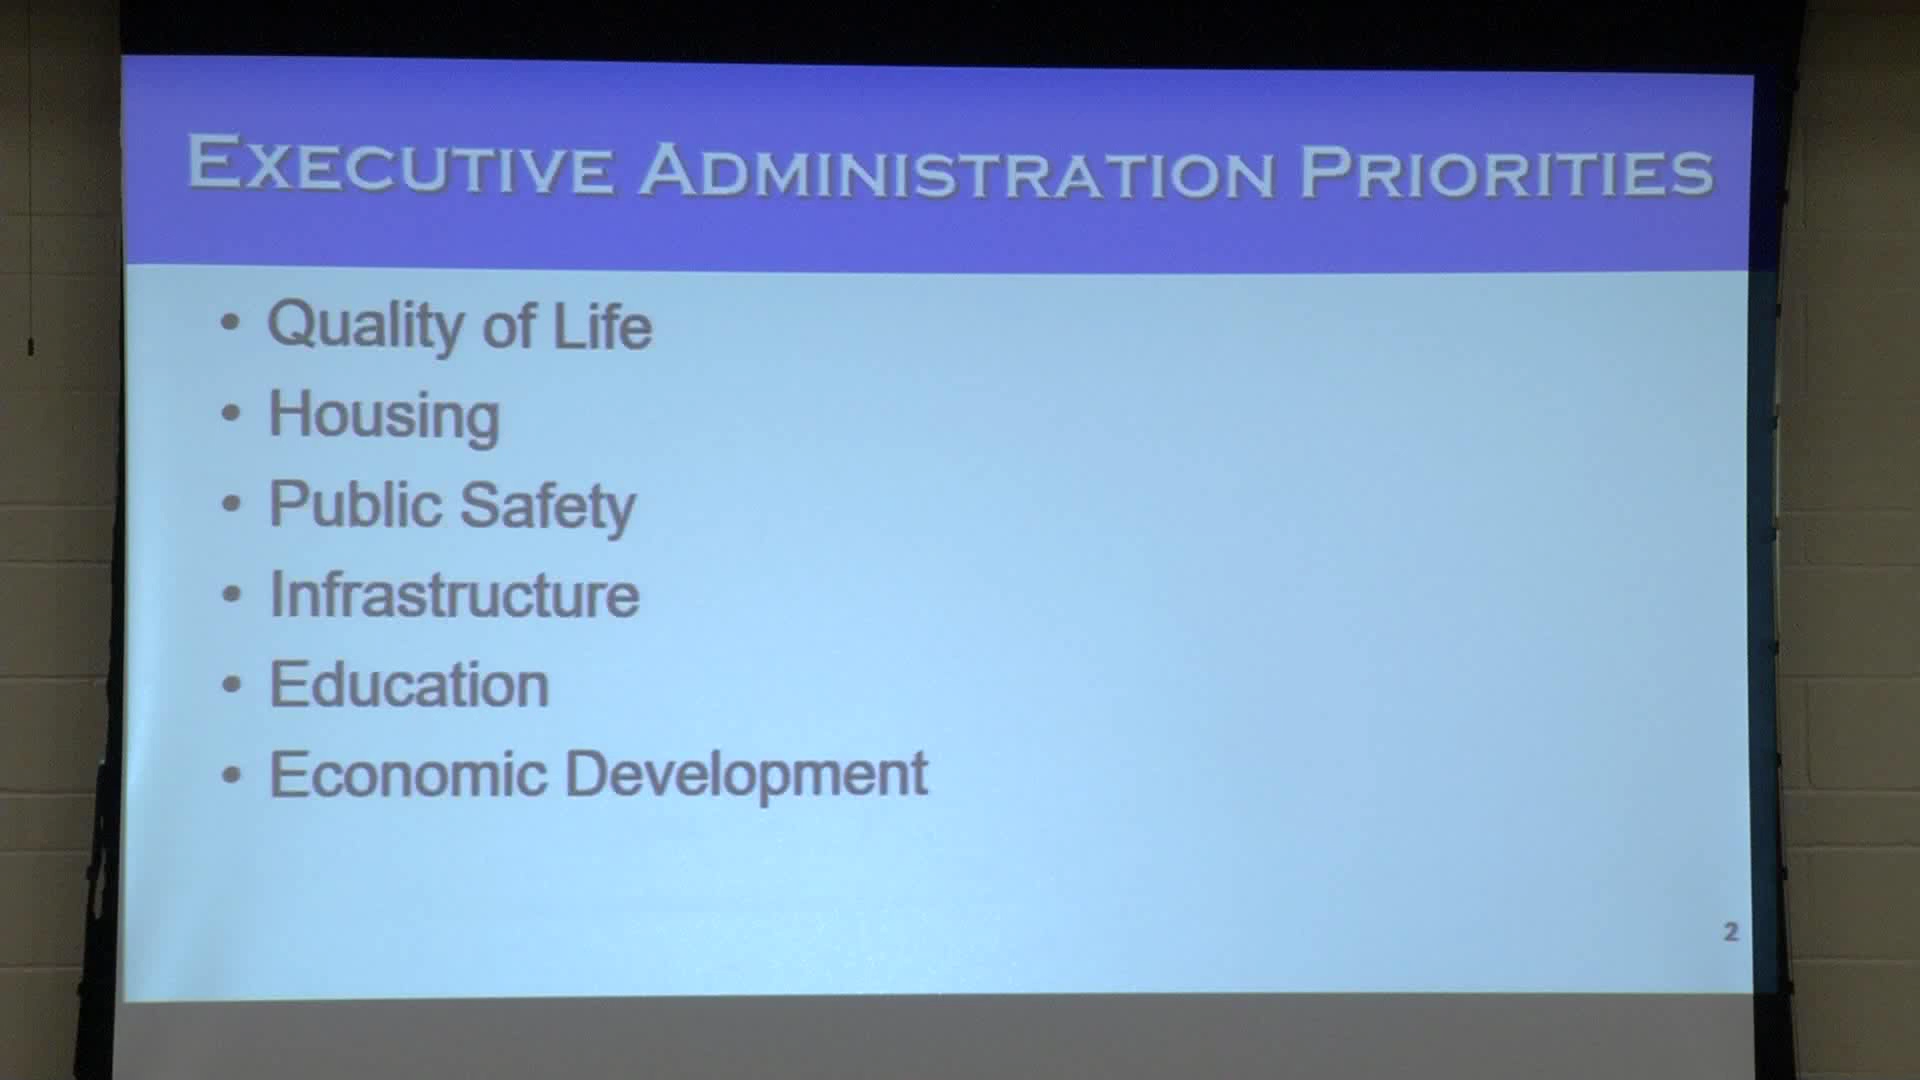 EXECUTIVE ADMINISTRATION PRIORITIES
• Quality of Life
• Housing
• Public Safety
• Infrastructure
• Education
• Economic Development
2